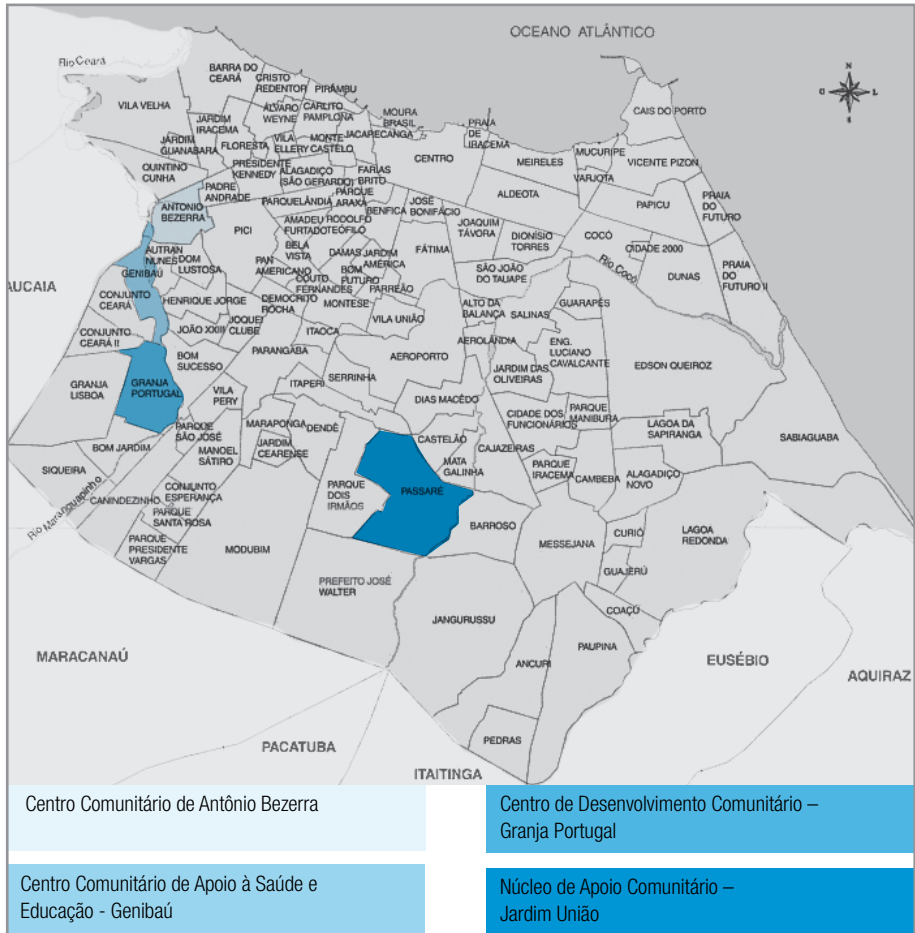 OCEANO ATLÂNTICO
Rio Ceará
BARRA DO
CEARÁ
CRISTO
REDENTOR
PIRÂMBU
N
O
L
S
VILA VELHA
JARDIM
IRACEMA
ÁLVARO
WEYNE
CARLITO
PAMPLONA
MOURA
BRASIL
CAIS DO PORTO
JARDIM
GUANABARA
FLORESTA
VILA
ELLERY
MONTE
CASTELO
JACARECANGA
PRAIA
DE
IRACEMA
QUINTINO
CUNHA
PRESIDENTE
KENNEDY
ALAGADIÇO
(SÃO GERARDO)
FARIAS
BRITO
CENTRO
MEIRELES
MUCURIPE
VARJOTA
VICENTE PIZON
PADRE
ANDRADE
PARQUELÂNDIA
PARQUE
ARAXA
ALDEOTA
PAPICU
PRAIA
DO
FUTURO
ANTONIO
BEZERRA
PICI
AMADEU
FURTADO
RODOLFO
TEÓFILO
BENFICA
JOSÉ
BONIFÁCIO
JOAQUIM
TÁVORA
DIONÍSIO
TORRES
COCÓ
CIDADE 2000
AUTRAN
NUNES
DOM
LUSTOSA
BELA
VISTA
DAMAS
JARDIM
AMÉRICA
FÁTIMA
Rio Cocó
DUNAS
PRAIA
DO
FUTURO II
GENIBAÚ
PAN
AMERICANO
COUTO
FERNANDES
BOM
FUTURO
PARREÃO
SÃO JOÃO
DO TAUAPE
AUCAIA
CONJUNTO
CEARÁ
HENRIQUE JORGE
DEMOCRITO
ROCHA
MONTESE
VILA UNIÃO
ALTO DA
BALANÇA
SALINAS
GUARAPES
CONJUNTO
CEARÁ II
JOÃO XXIII
JOQUEI
CLUBE
ITAOCA
AEROLÂNDIA
ENG.
LUCIANO
CAVALCANTE
BOM
SUCESSO
PARANGABA
AEROPORTO
JARDIM DAS
OLIVEIRAS
EDSON QUEIROZ
GRANJA
LISBOA
GRANJA
PORTUGAL
VILA
PERY
ITAPERI
SERRINHA
DIAS MACÊDO
CIDADE DOS
FUNCIONÁRIOS
PARQUE
MANIBURA
LAGOA DA
SAPIRANGA
SABIAGUABA
BOM JARDIM
PARQUE
SÃO JOSÉ
MARAPONGA
DENDÊ
CASTELÃO
CAJAZEIRAS
SIQUEIRA
MANOEL
SÁTIRO
JARDIM
CEARENSE
MATA
GALINHA
PARQUE
IRACEMA
CAMBEBA
ALAGADIÇO
NOVO
Rio Maranguapinho
CANINDEZINHO
CONJUNTO
ESPERANÇA
PARQUE
DOIS
IRMÃOS
PASSARÉ
PARQUE
SANTA ROSA
BARROSO
MESSEJANA
CURIÓ
LAGOA
REDONDA
PARQUE
PRESIDENTE
VARGAS
MODUBIM
GUAJERÚ
PREFEITO JOSÉ
WALTER
COAÇÚ
JANGURUSSU
PAUPINA
MARACANAÚ
ANCURI
EUSÉBIO
AQUIRAZ
PACATUBA
PEDRAS
ITAITINGA
Centro Comunitário de Antônio Bezerra
Centro de Desenvolvimento Comunitário –
Granja Portugal
Centro Comunitário de Apoio à Saúde e
Educação - Genibaú
Núcleo de Apoio Comunitário –
Jardim União